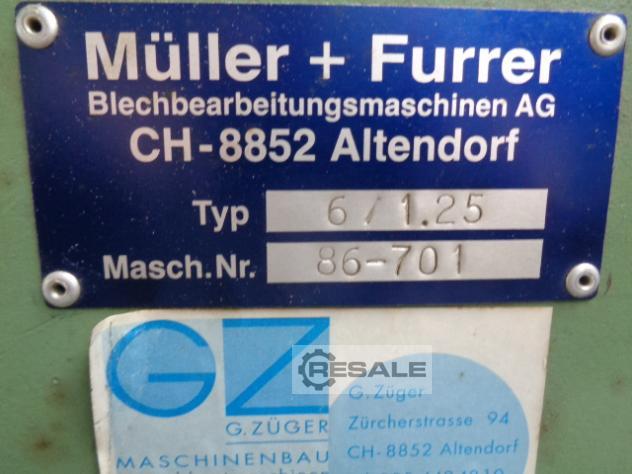 Müller + Furrer
Blechbearbeitungsmaschinen AG
CH-8852 Altendorf
Typ 6/1.25
Masch.Nr. 86-701
GZ
RESALE
G. ZÜGER
MASCHINENBAU
G. Züger
Zürcherstrasse 94
CH-8852 Altendorf